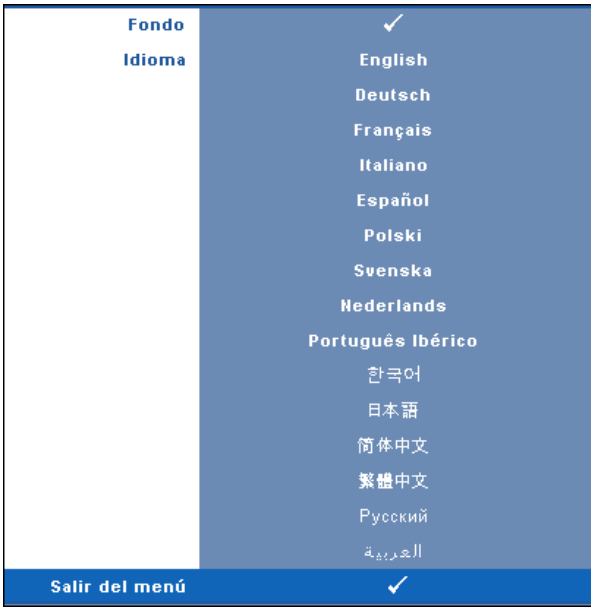 Fondo
Idioma English
Deutsch
Français
Italiano
Español
Polski
Svenska
Nederlands
Português Ibérico
한국어
日本語
简体中文
繁體中文
Русский
العربية
Salir del menú